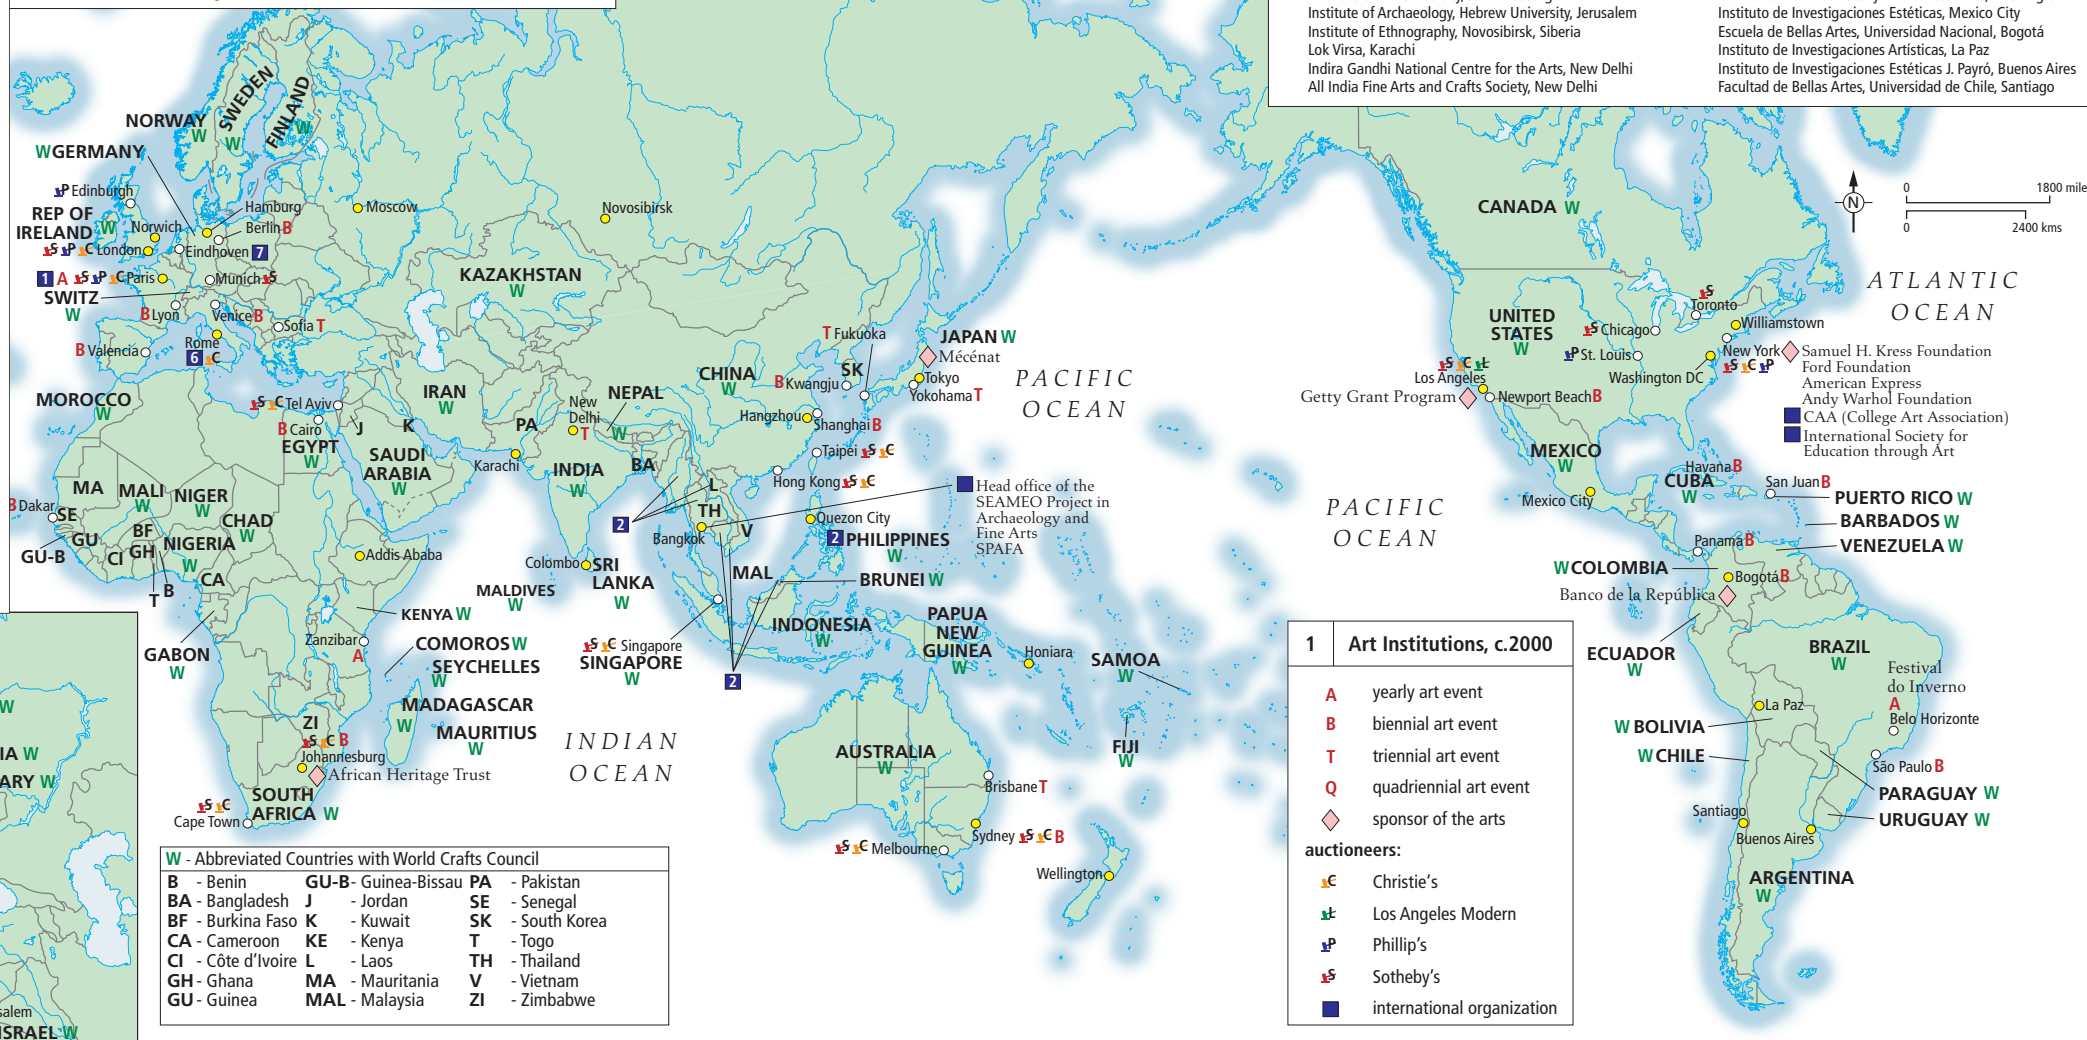 Institute of Archaeology, Hebrew University, Jerusalem
Institute of Ethnography, Novosibirsk, Siberia
Lok Virsa, Karachi
Indira Gandhi National Centre for the Arts, New Delhi
All India Fine Arts and Crafts Society, New Delhi
Instituto de Investigaciones Estéticas, Mexico City
Escuela de Bellas Artes, Universidad Nacional, Bogotá
Instituto de Investigaciones Artísticas, La Paz
Instituto de Investigaciones Estéticas J. Payró, Buenos Aires
Facultad de Bellas Artes, Universidad de Chile, Santiago
NORWAY
W
SWEDEN
W
FINLAND
W
W GERMANY
P Edinburgh
REP OF
IRELAND W
Norwich
Hamburg
Berlin B
S P C London
Eindhoven 7
1 A S P C Paris
Munich S
SWITZ
W
B Lyon
Venice B
Sofia T
B Valencia
Rome
6 C
Moscow
Novosibirsk
KAZAKHSTAN
W
MOROCCO
W
S C Tel Aviv
B Cairo
EGYPT
W
J
K
IRAN
W
SAUDI
ARABIA
W
PA
Karachi
New
Delhi
T
NEPAL
W
INDIA
W
BA
CHINA
W
B Kwangju
SK
T Fukuoka
JAPAN W
Mécénat
Tokyo
Yokohama T
Hangzhou
Shanghai B
Taipei S C
Hong Kong S C
PACIFIC
OCEAN
B Dakar
SE
MA
MALI
W
NIGER
W
CHAD
W
GU
GU-B
BF
CI
GH
NIGERIA
W
T
B
CA
GABON
W
Addis Ababa
KENYA W
Zanzibar
A
COMOROS W
SEYCHELLES
W
MADAGASCAR
W
MAURITIUS
W
ZI
S C B
Johannesburg
African Heritage Trust
SOUTH
AFRICA W
S C
Cape Town
Colombo
SRI
LANKA
W
MALDIVES
W
INDIAN
OCEAN
2
L
TH
Bangkok
V
Head office of the
SEAMEO Project in
Archaeology and
Fine Arts
SPAFA
Quezon City
2 PHILIPPINES
W
MAL
BRUNEI W
S C Singapore
SINGAPORE
W
2
INDONESIA
W
PAPUA
NEW
GUINEA
W
Honiara
SAMOA
W
FIJI
W
AUSTRALIA
W
Brisbane T
Sydney S C B
S C Melbourne
Wellington
PACIFIC
OCEAN
CANADA W
N
0 1800 mile
0 2400 kms
ATLANTIC
OCEAN
UNITED
STATES
W
S
Toronto
S Chicago
P St. Louis
Williamstown
New York
S C P
Washington DC
Samuel H. Kress Foundation
Ford Foundation
American Express
Andy Warhol Foundation
CAA (College Art Association)
International Society for
Education through Art
S C L
Los Angeles
Getty Grant Program
Newport Beach B
MEXICO
W
Mexico City
Havana B
CUBA
W
San Juan B
PUERTO RICO W
BARBADOS W
VENEZUELA W
Panama B
W COLOMBIA
Bogotá B
Banco de la República
ECUADOR
W
BRAZIL
W
Festival
do Inverno
A
Belo Horizonte
La Paz
W BOLIVIA
W CHILE
São Paulo B
PARAGUAY W
URUGUAY W
Santiago
Buenos Aires
ARGENTINA
W
1 Art Institutions, c.2000
A yearly art event
B biennial art event
T triennial art event
Q quadriennial art event
sponsor of the arts
auctioneers:
C Christie's
L Los Angeles Modern
P Phillip's
S Sotheby's
international organization
W - Abbreviated Countries with World Crafts Council
B - Benin
BA - Bangladesh
BF - Burkina Faso
CA - Cameroon
CI - Côte d'Ivoire
GH - Ghana
GU - Guinea
GU-B - Guinea-Bissau
J - Jordan
K - Kuwait
KE - Kenya
L - Laos
MA - Mauritania
MAL - Malaysia
PA - Pakistan
SE - Senegal
SK - South Korea
T - Togo
TH - Thailand
V - Vietnam
ZI - Zimbabwe
W
IA W
ARY W
salem
ISRAEL W